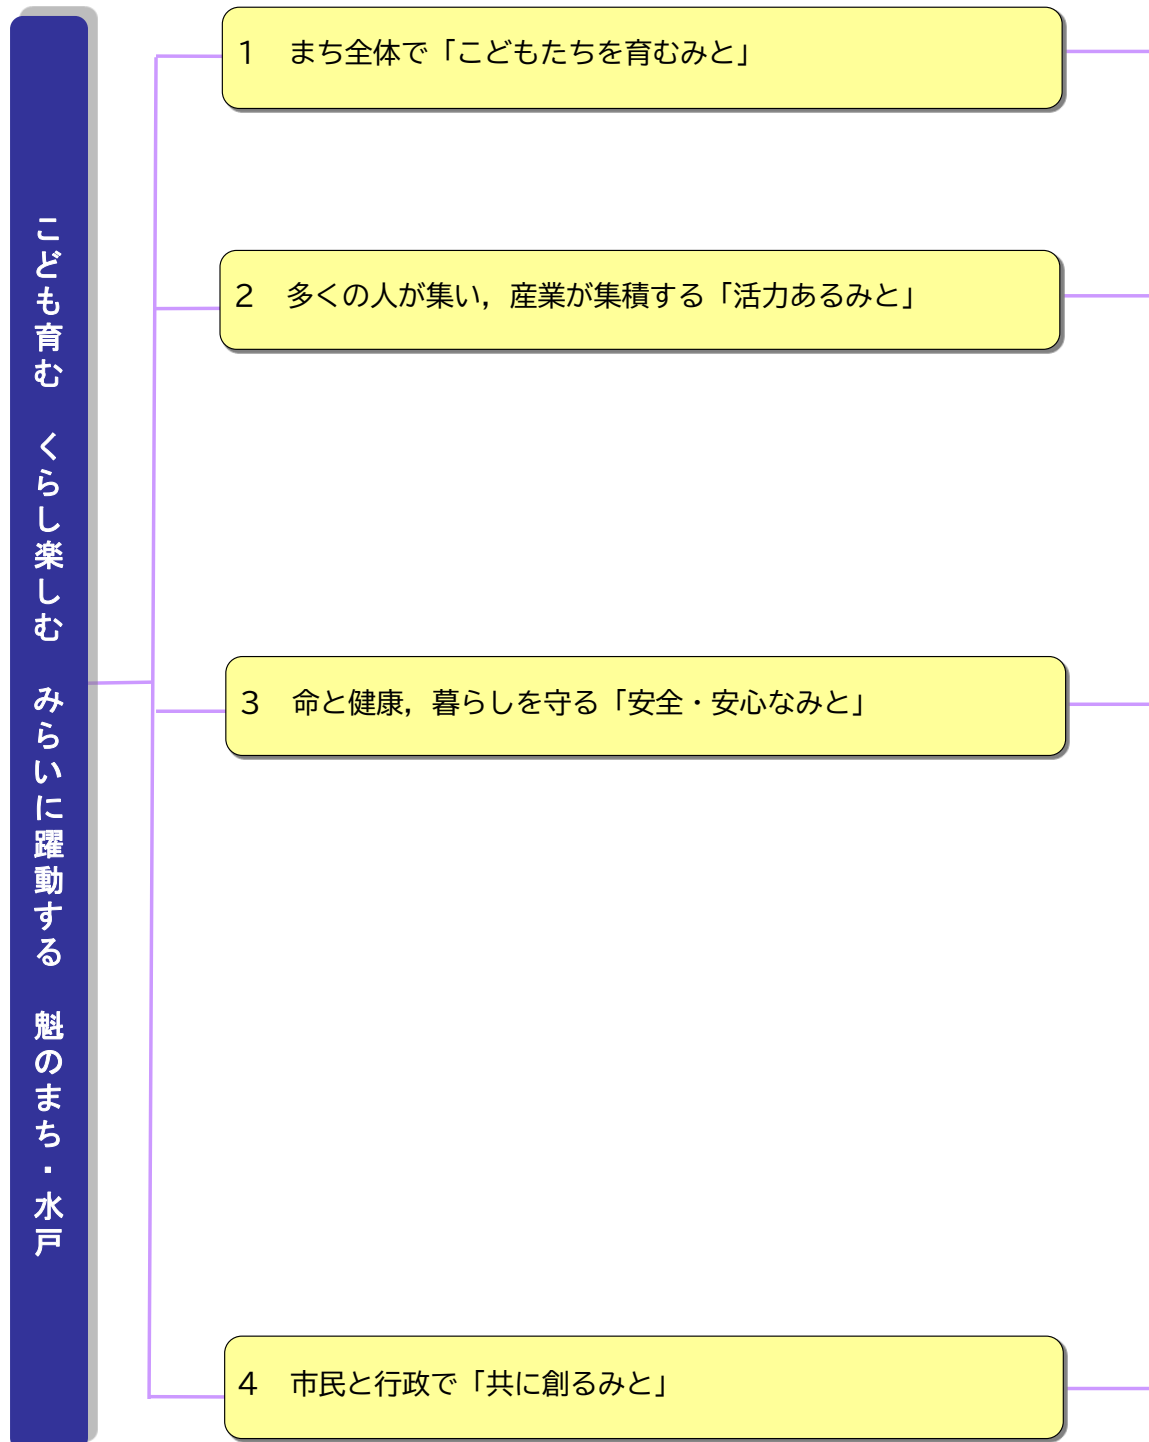 こども育む　くらし楽しむ　みらいに躍動する　魁のまち・水戸
1　まち全体で「こどもたちを育むみと」
2　多くの人が集い，産業が集積する「活力あるみと」
3　命と健康，暮らしを守る「安全・安心なみと」
4　市民と行政で「共に創るみと」